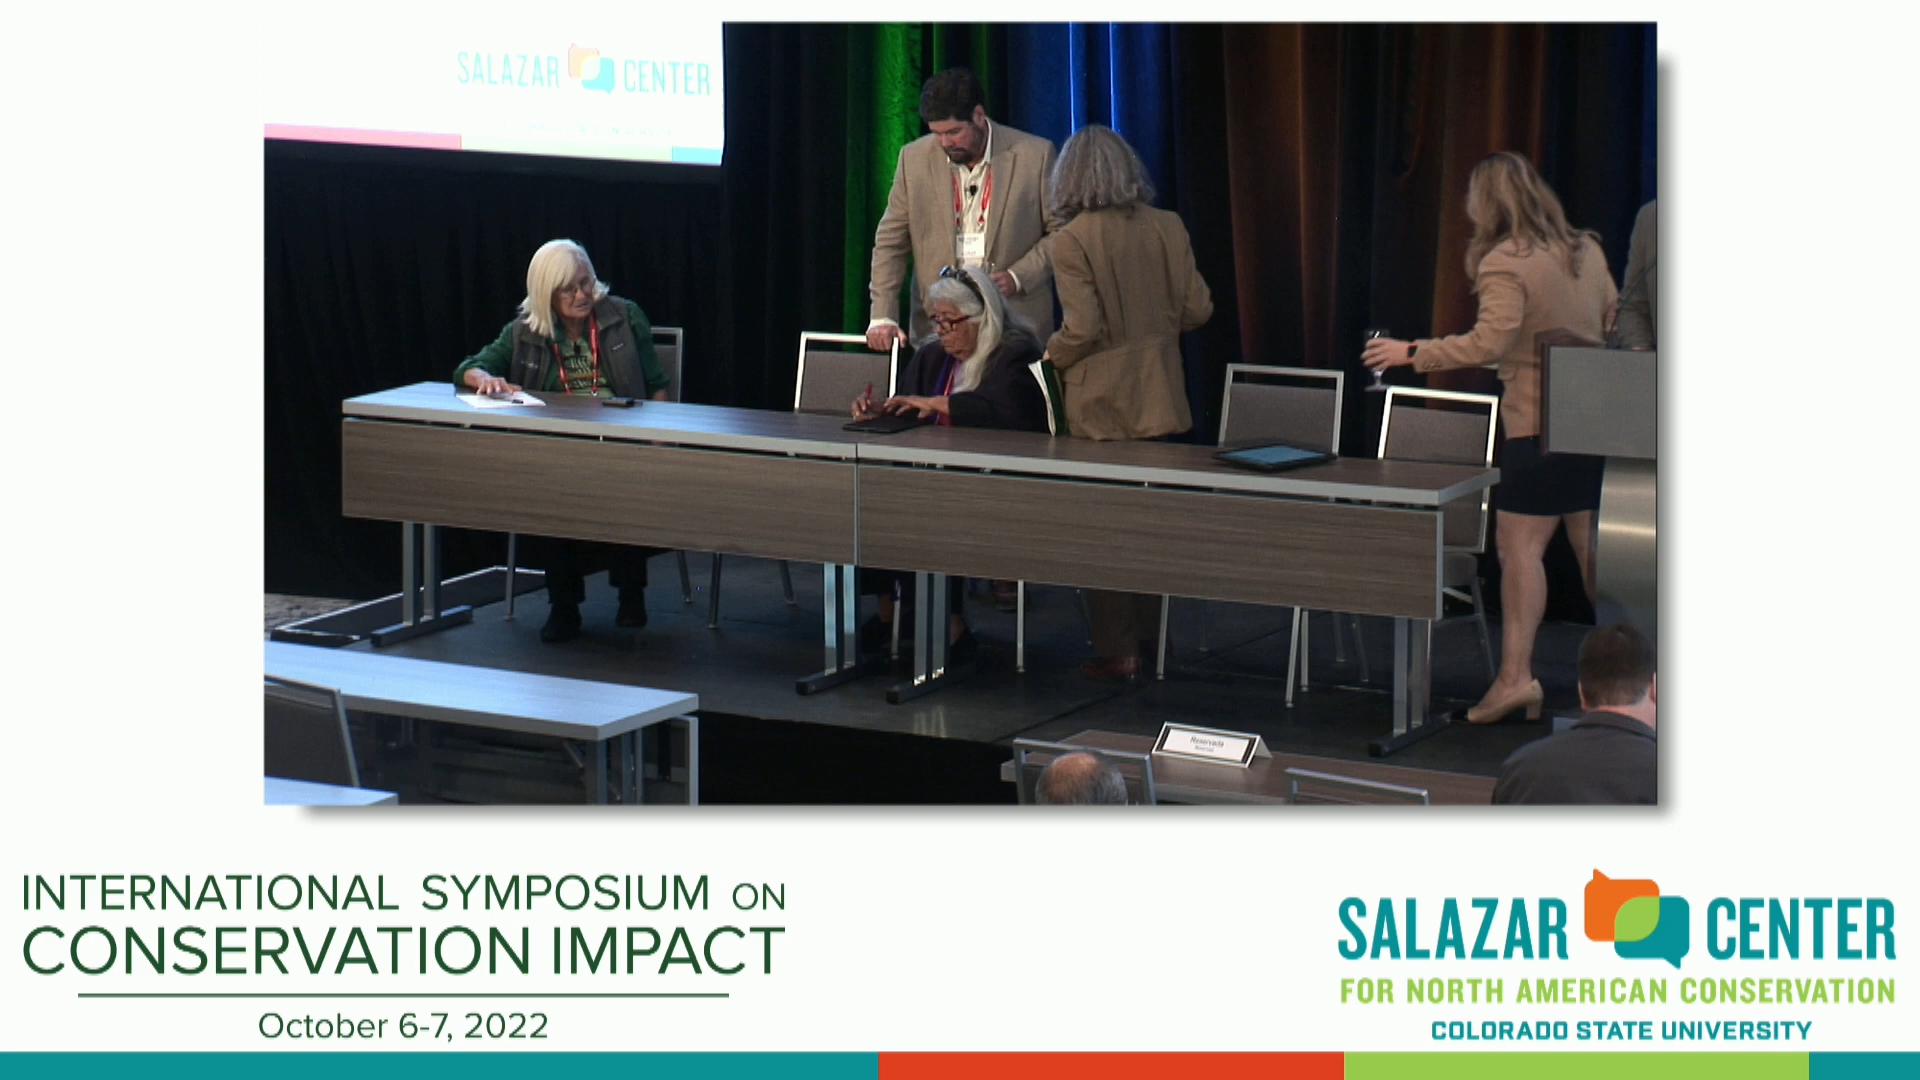 SALAZAR CENTER
Reservada
INTERNATIONAL SYMPOSIUM ON
CONSERVATION IMPACT
October 6-7, 2022
SALAZAR CENTER
FOR NORTH AMERICAN CONSERVATION
COLORADO STATE UNIVERSITY